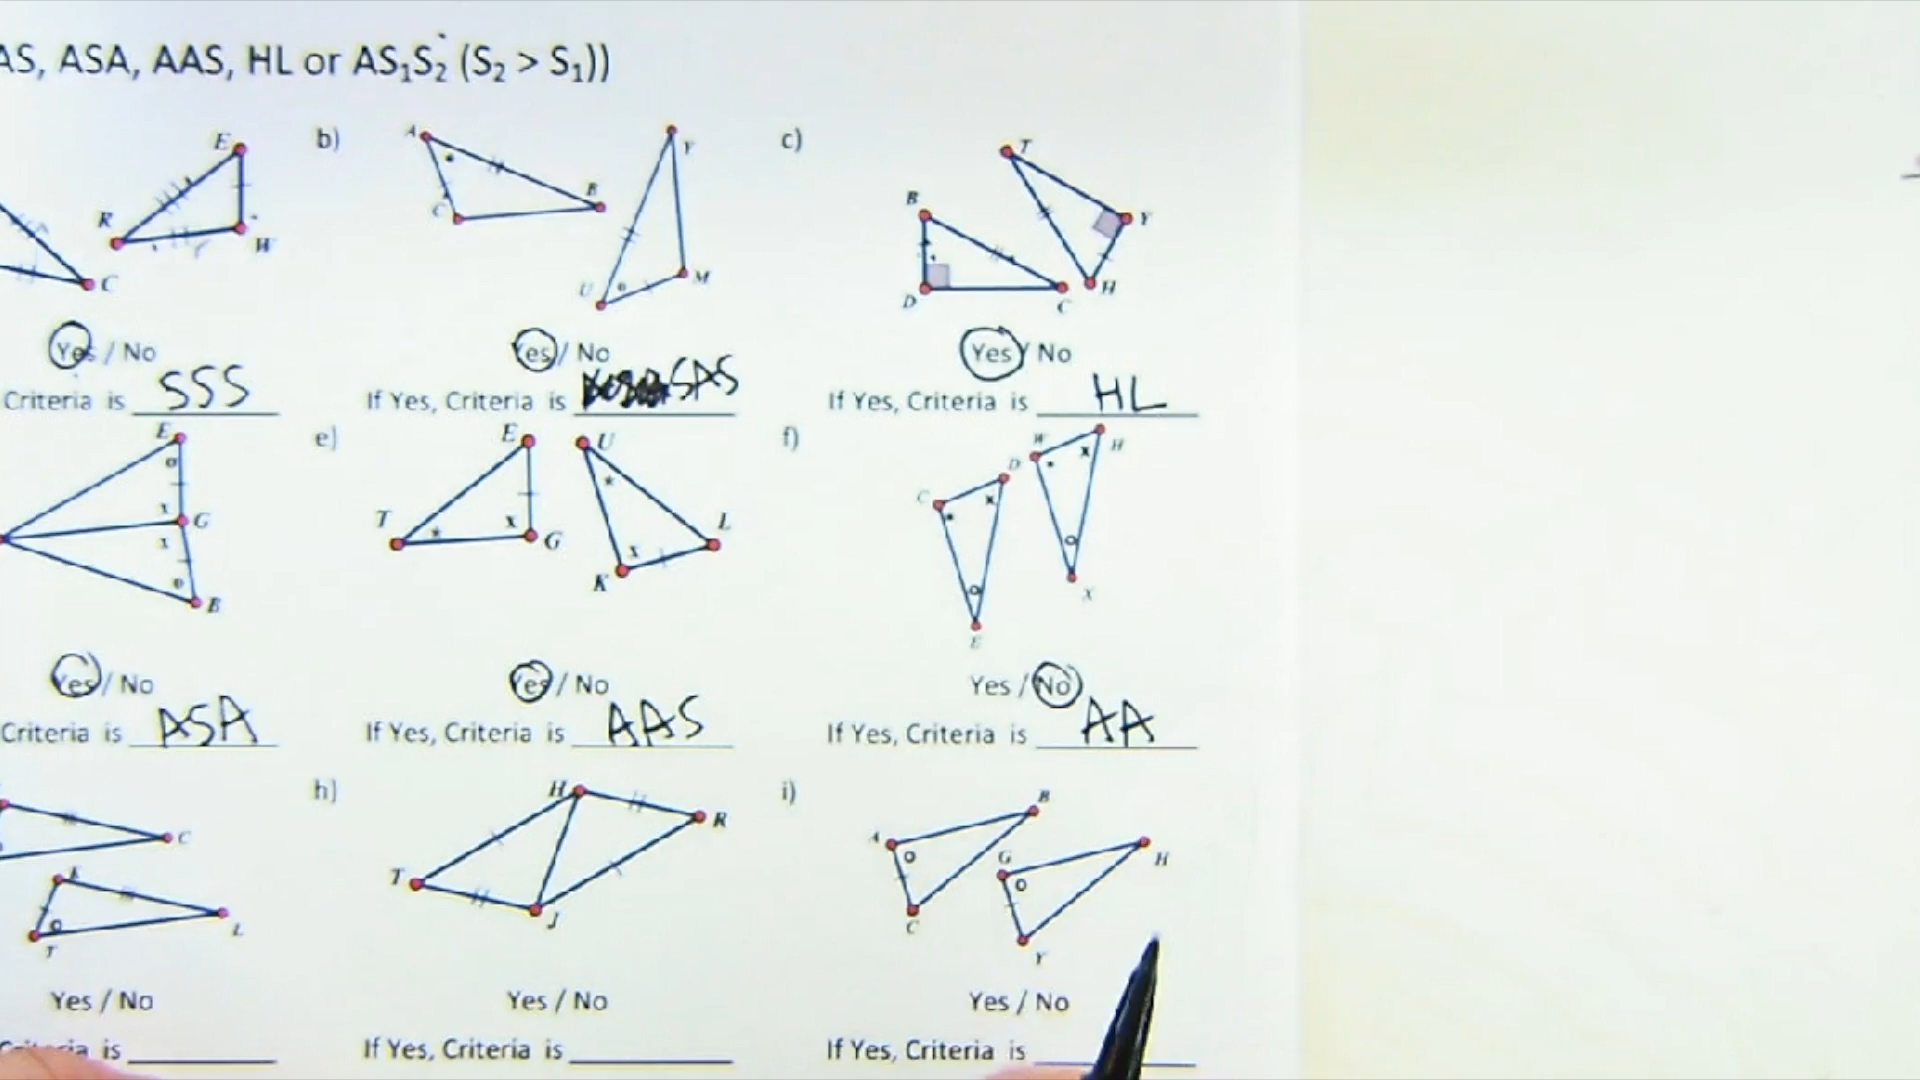 AS, ASA, AAS, HL or AS₁S₂ (S₂ > S₁))
b)
c)
E
R
W
C
A
B
C
Y
U
M
T
B
Y
D
C
H
Yes / No
Yes / No
Yes / No
Criteria is SSS
If Yes, Criteria is SAS
If Yes, Criteria is HL
e)
f)
E
G
B
E
T
G
U
L
K
W
H
D
C
X
E
Yes / No
Yes / No
Yes / No
Criteria is ASA
If Yes, Criteria is AAS
If Yes, Criteria is AA
h)
i)
C
L
H
R
T
J
A
B
C
G
H
Y
Yes / No
Yes / No
Yes / No
Criteria is
If Yes, Criteria is
If Yes, Criteria is